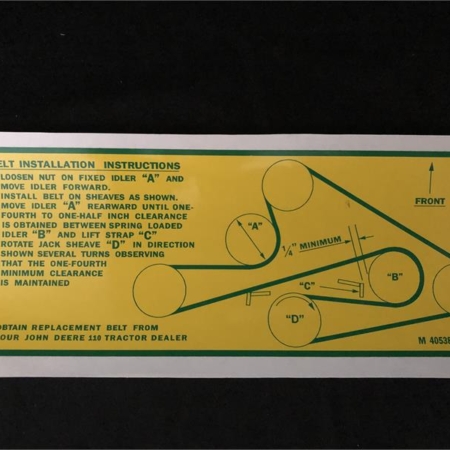 ELT INSTALLATION INSTRUCTIONS
LOOSEN NUT ON FIXED IDLER "A" AND
MOVE IDLER FORWARD.
INSTALL BELT ON SHEAVES AS SHOWN.
MOVE IDLER "A" REARWARD UNTIL ONE-
FOURTH TO ONE-HALF INCH CLEARANCE
IS OBTAINED BETWEEN SPRING LOADED
IDLER "B" AND LIFT STRAP "C"
ROTATE JACK SHEAVE "D" IN DIRECTION
SHOWN SEVERAL TURNS OBSERVING
THAT THE ONE-FOURTH
MINIMUM CLEARANCE
IS MAINTAINED
OBTAIN REPLACEMENT BELT FROM
OUR JOHN DEERE 110 TRACTOR DEALER
FRONT
"A"
1/4" MINIMUM
"B"
"C"
"D"
M 4053